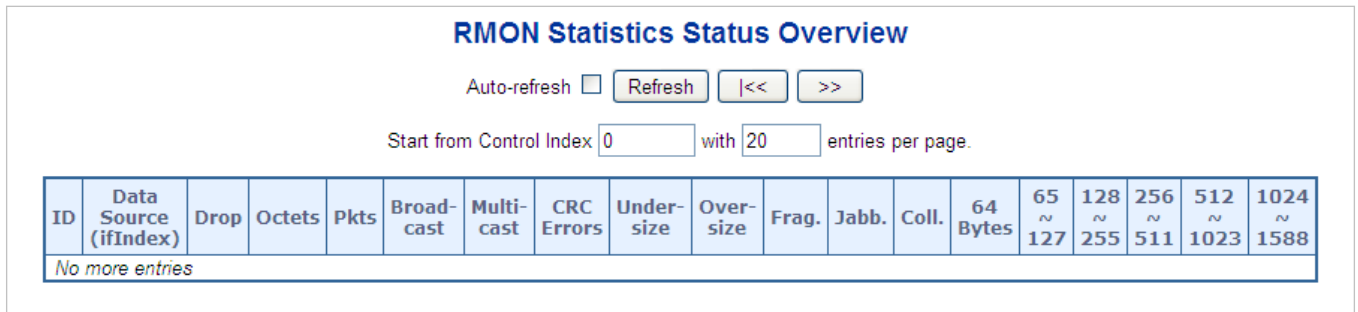 RMON Statistics Status Overview
Auto-refresh Refresh |<< >>
Start from Control Index 0 with 20 entries per page.
ID Data Source (ifIndex) Drop Octets Pkts Broad-cast Multi-cast CRC Errors Under-size Over-size Frag. Jabb. Coll. 64 Bytes 65 ~ 127 128 ~ 255 256 ~ 511 512 ~ 1023 1024 ~ 1588
No more entries